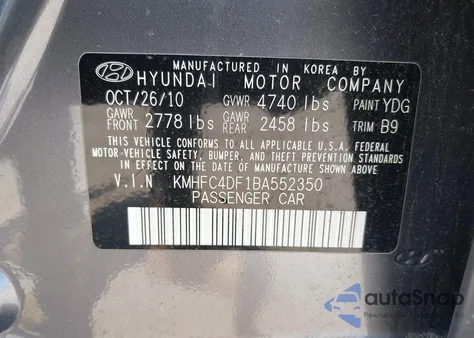 MANUFACTURED IN KOREA BY
HYUNDAI MOTOR COMPANY
OCT/26/10 GVWR 4740 lbs PAINT YDG
GAWR FRONT 2778 lbs GAWR REAR 2458 lbs TRIM B9
THIS VEHICLE CONFORMS TO ALL APPLICABLE U.S.A. FEDERAL
MOTOR VEHICLE SAFETY, BUMPER, AND THEFT PREVENTION STANDARDS
IN EFFECT ON THE DATE OF MANUFACTURE SHOWN ABOVE.
V.I.N KMHFC4DF1BA552350
PASSENGER CAR
autoSnap